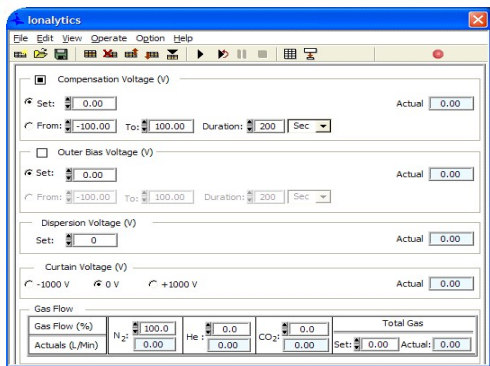 Ionalytics
File Edit View Operate Option Help
Compensation Voltage (V)
Set: 0.00 Actual 0.00
From: -100.00 To: 100.00 Duration: 200 Sec
Outer Bias Voltage (V)
Set: 0.00 Actual 0.00
From: -100.00 To: 100.00 Duration: 200 Sec
Dispersion Voltage (V)
Set: 0 Actual 0.00
Curtain Voltage (V)
-1000 V 0 V +1000 V Actual 0.00
Gas Flow
Gas Flow (%) N2: 100.0 He: 0.0 CO2: 0.0 Total Gas
Actuals (L/Min) 0.00 0.00 0.00 Set: 0.00 Actual: 0.00